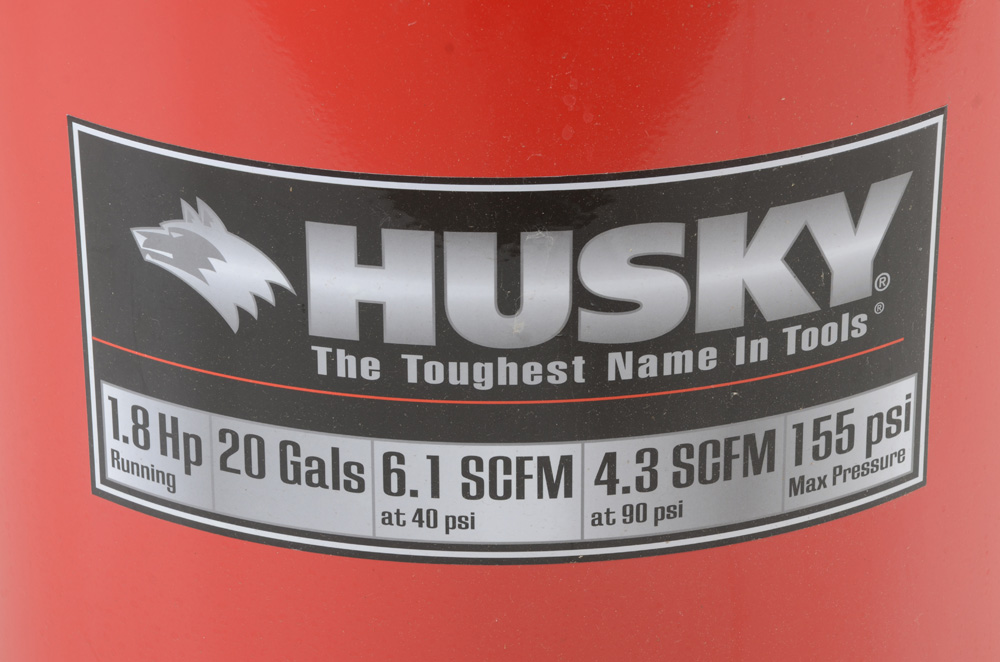 HUSKY®
The Toughest Name In Tools®
1.8 Hp
Running
20 Gals
6.1 SCFM
at 40 psi
4.3 SCFM
at 90 psi
155 psi
Max Pressure